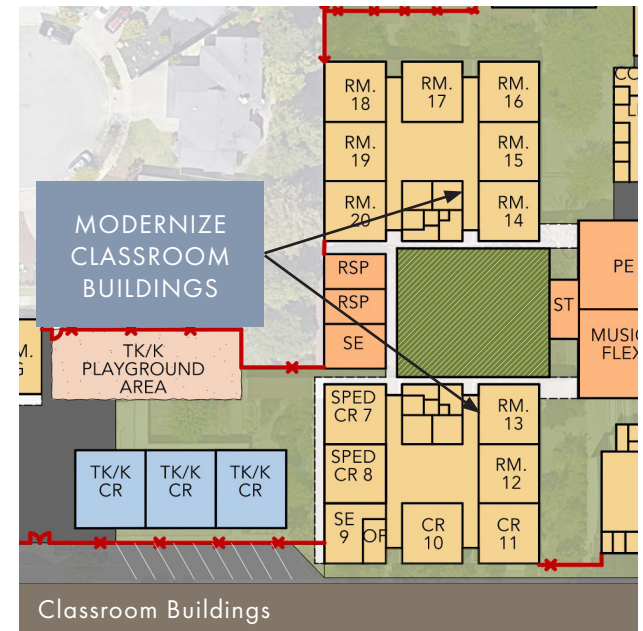 RM.
18
RM.
17
RM.
16
RM.
19
RM.
15
RM.
20
RM.
14
MODERNIZE
CLASSROOM
BUILDINGS
RSP
RSP
SE
ST
PE
TK/K
PLAYGROUND
AREA
SPED
CR 7
RM.
13
SPED
CR 8
RM.
12
TK/K
CR
TK/K
CR
TK/K
CR
SE
9
OF
CR
10
CR
11
FLEX
Classroom Buildings